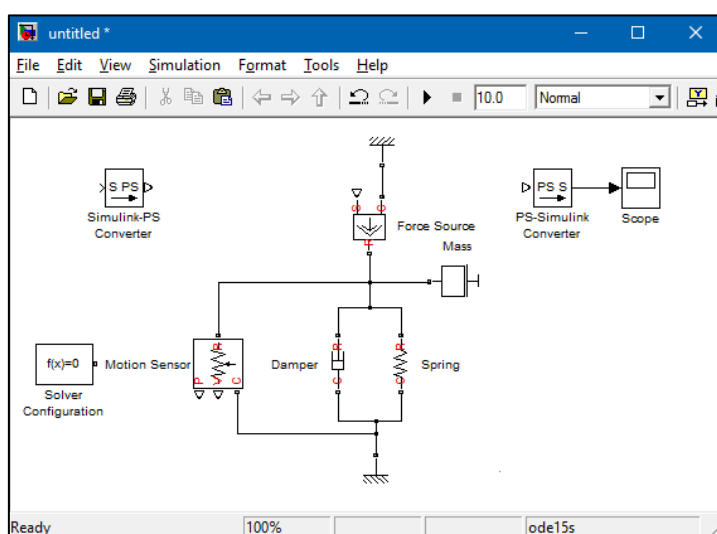 untitled *
File Edit View Simulation Format Tools Help
10.0 Normal
S PS
Simulink-PS
Converter
S C
F
Force Source
Mass
PS S
PS-Simulink
Converter
Scope
f(x)=0
Solver
Configuration
Motion Sensor
R
P V C
Damper
R
C
R
C
Spring
Ready 100% ode15s